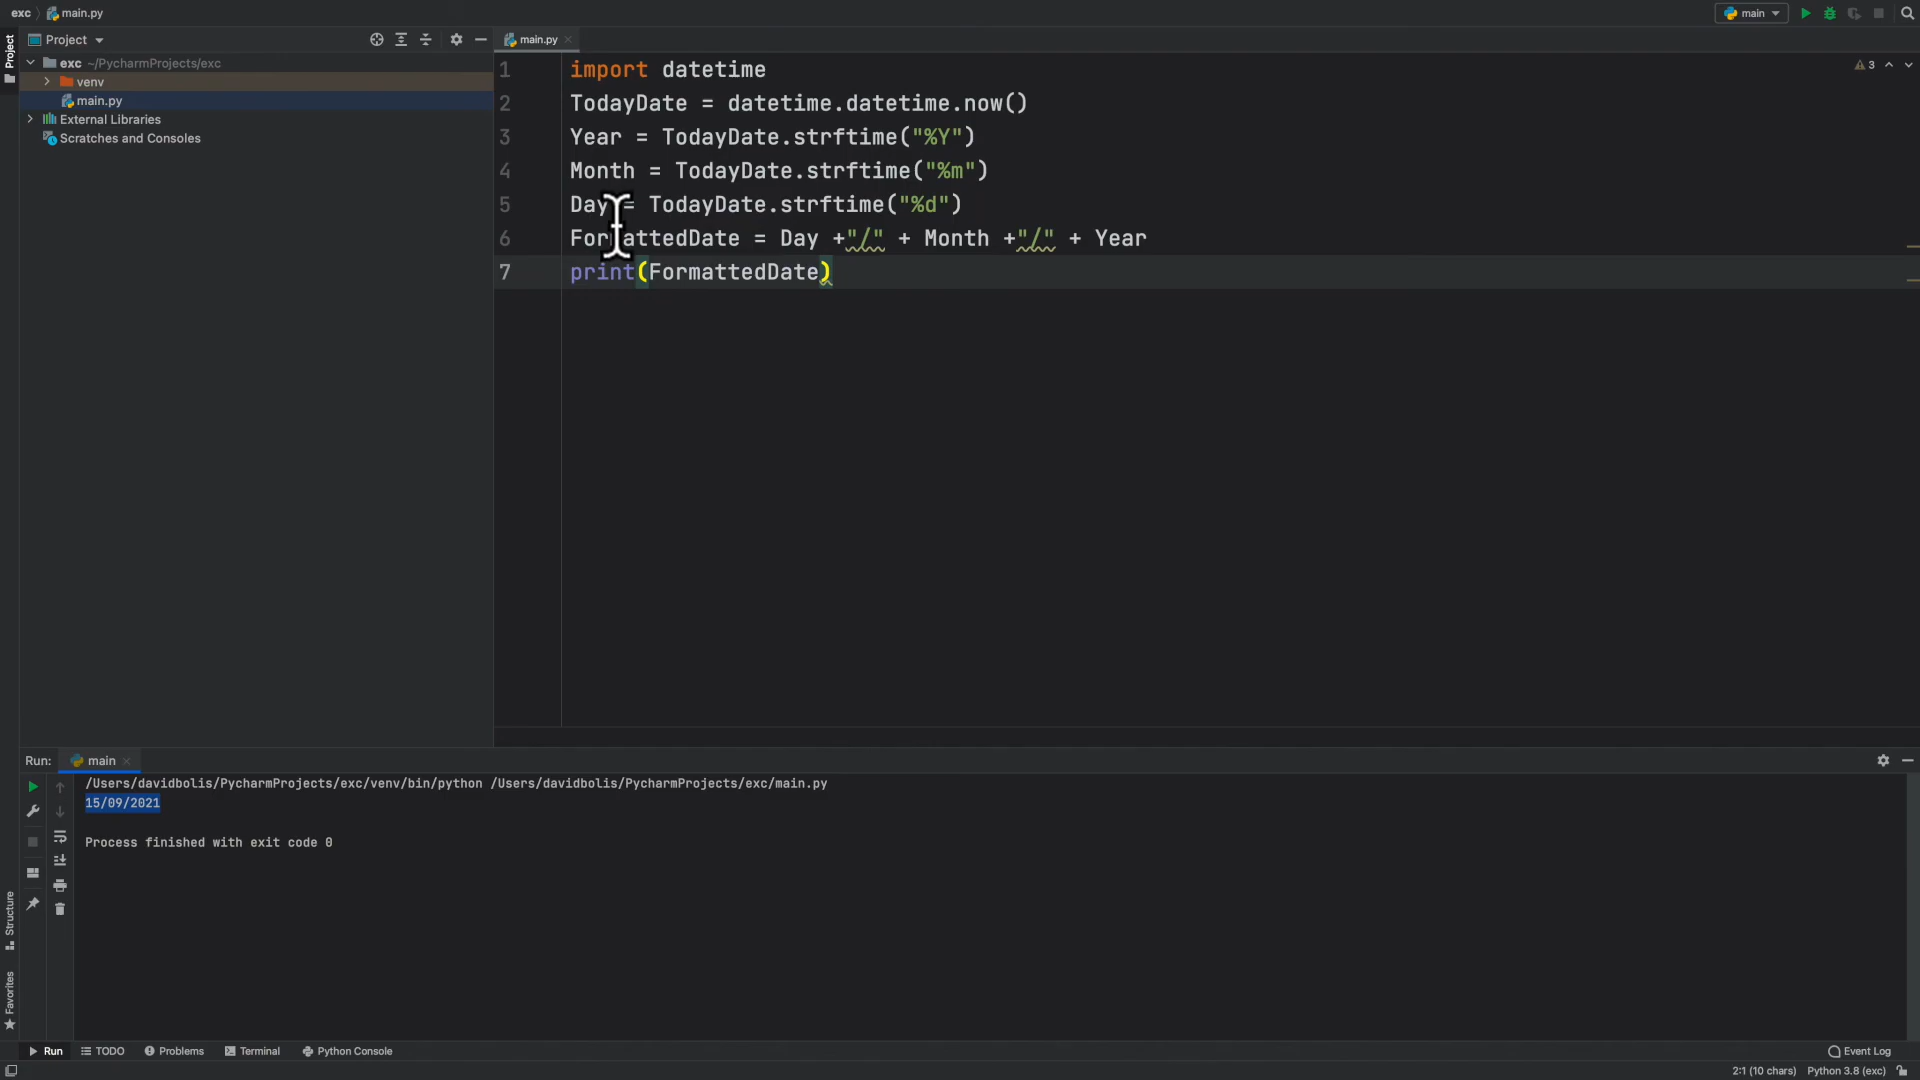 exc main.py
main
Project
main.py
Project
exc ~/PycharmProjects/exc
venv
main.py
External Libraries
Scratches and Consoles
3
1 import datetime
2 TodayDate = datetime.datetime.now()
3 Year = TodayDate.strftime("%Y")
4 Month = TodayDate.strftime("%m")
5 Day = TodayDate.strftime("%d")
6 FormattedDate = Day +"/" + Month +"/" + Year
7 print(FormattedDate)
Run: main
/Users/davidbolis/PycharmProjects/exc/venv/bin/python /Users/davidbolis/PycharmProjects/exc/main.py
15/09/2021
Process finished with exit code 0
Structure
Favorites
Run TODO Problems Terminal Python Console
Event Log
2:1 (10 chars) Python 3.8 (exc)